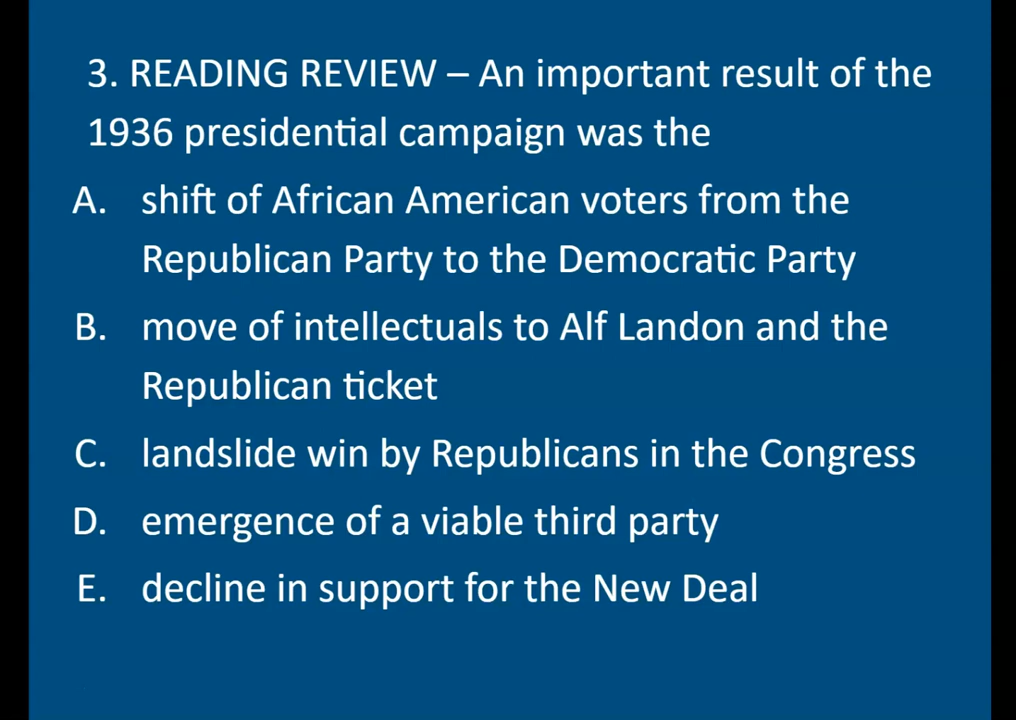 3. READING REVIEW – An important result of the
1936 presidential campaign was the
A. shift of African American voters from the
Republican Party to the Democratic Party
B. move of intellectuals to Alf Landon and the
Republican ticket
C. landslide win by Republicans in the Congress
D. emergence of a viable third party
E. decline in support for the New Deal